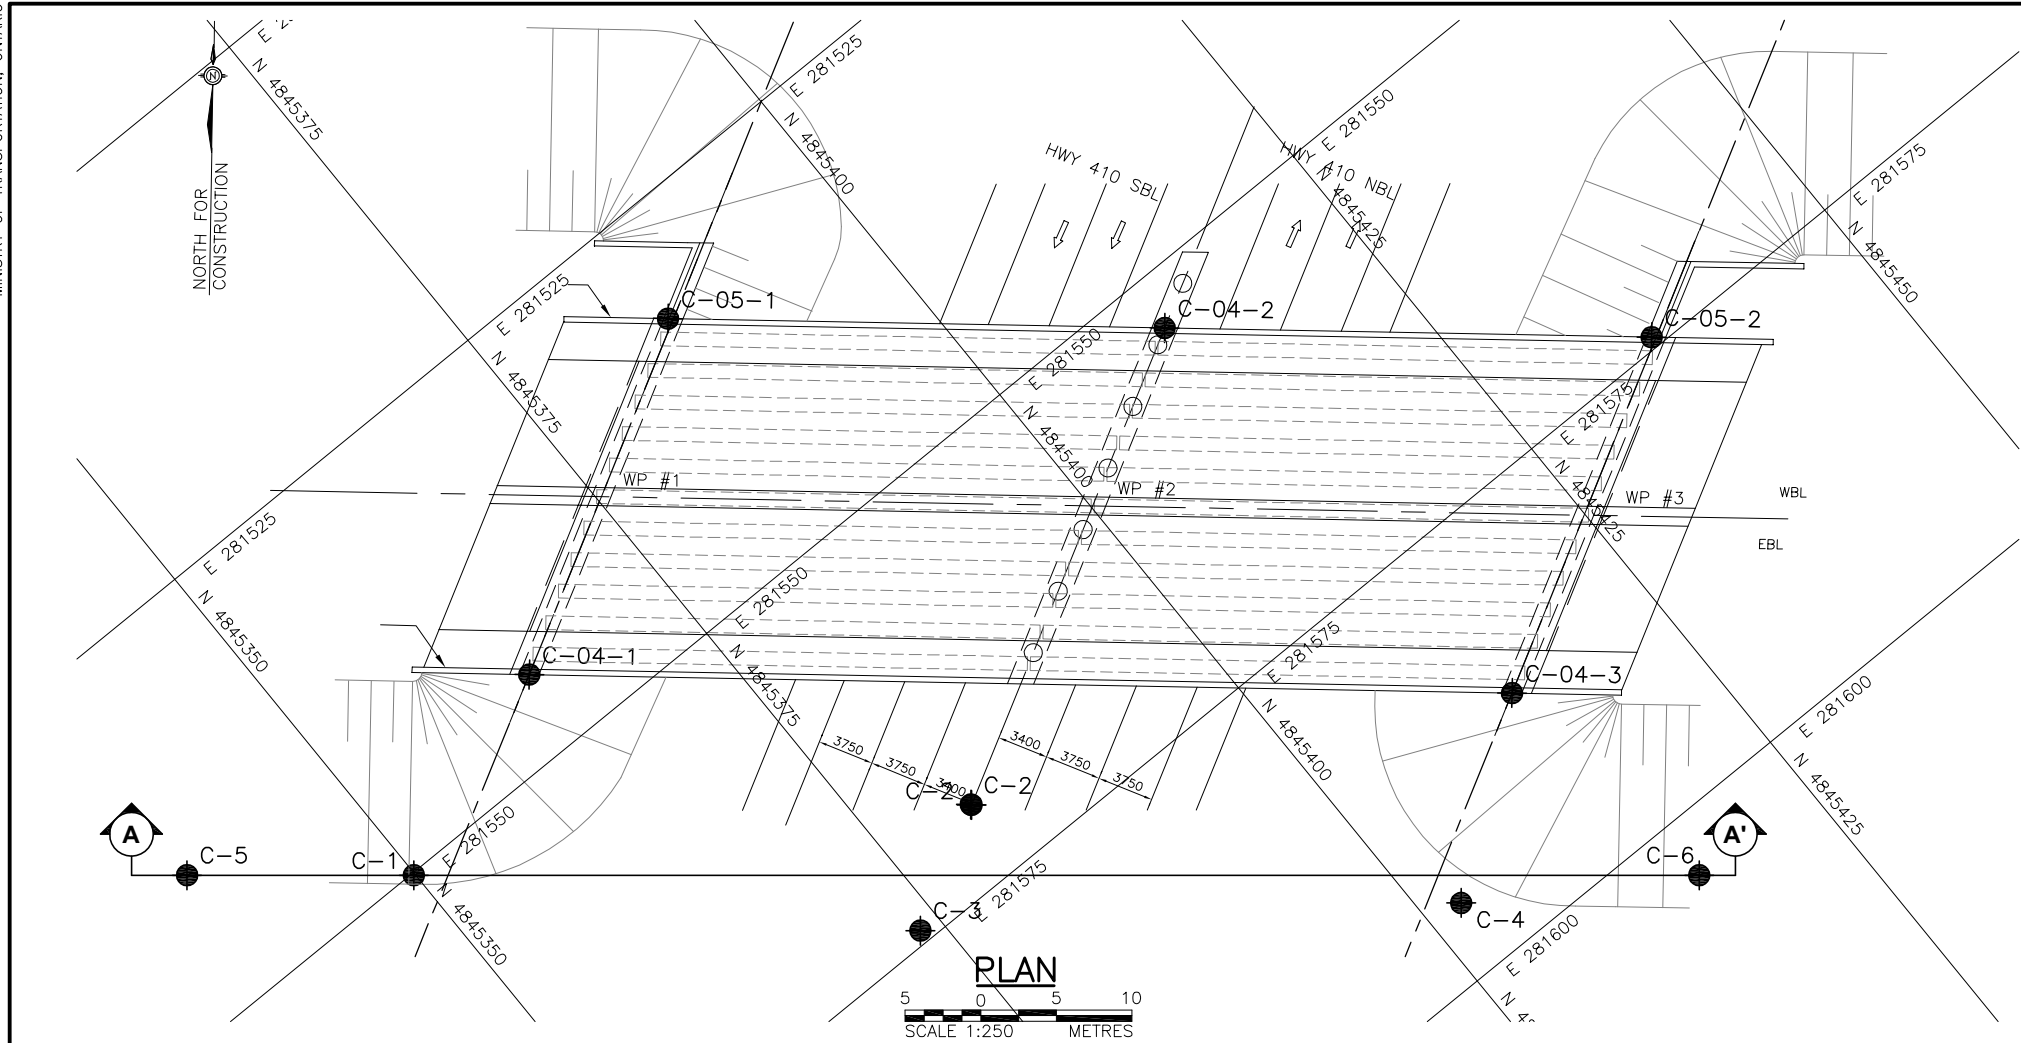 E 281525
N 4845375
N
NORTH FOR
CONSTRUCTION
N 4845400
HWY 410 SBL
HWY 410 NBL
E 281550
N 4845425
E 281575
N 4845450
E 281525
C-05-1
C-04-2
C-05-2
N 4845375
E 281550
N 4845400
E 281575
N 4845425
WP #1
WP #2
WP #3
WBL
EBL
E 281525
N 4845350
E 281550
N 4845375
C-04-1
E 281575
N 4845400
C-04-3
E 281600
N 4845425
3750
3750
3400
3400
3750
3750
C-2
C-2
A
A'
C-5
C-1
E 281550
N 4845350
C-3
E 281575
C-4
C-6
E 281600
PLAN
5 0 5 10
SCALE 1:250 METRES